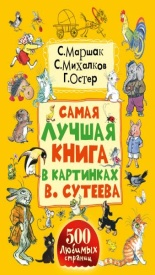 С.Маршак
С.Михалков
Г.Остер
САМАЯ
ЛУЧШАЯ
КНИГА
В КАРТИНКАХ
В. СУТЕЕВА
500
Любимых
страниц